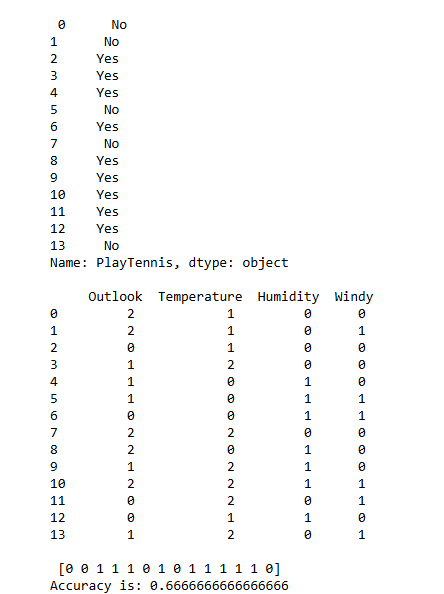 0 No
1 No
2 Yes
3 Yes
4 Yes
5 No
6 Yes
7 No
8 Yes
9 Yes
10 Yes
11 Yes
12 Yes
13 No
Name: PlayTennis, dtype: object
Outlook Temperature Humidity Windy
0 2 1 0 0
1 2 1 0 1
2 0 1 0 0
3 1 2 0 0
4 1 0 1 0
5 1 0 1 1
6 0 0 1 1
7 2 2 0 0
8 2 0 1 0
9 1 2 1 0
10 2 2 1 1
11 0 2 0 1
12 0 1 1 0
13 1 2 0 1
[0 0 1 1 1 0 1 0 1 1 1 1 1 0]
Accuracy is: 0.6666666666666666